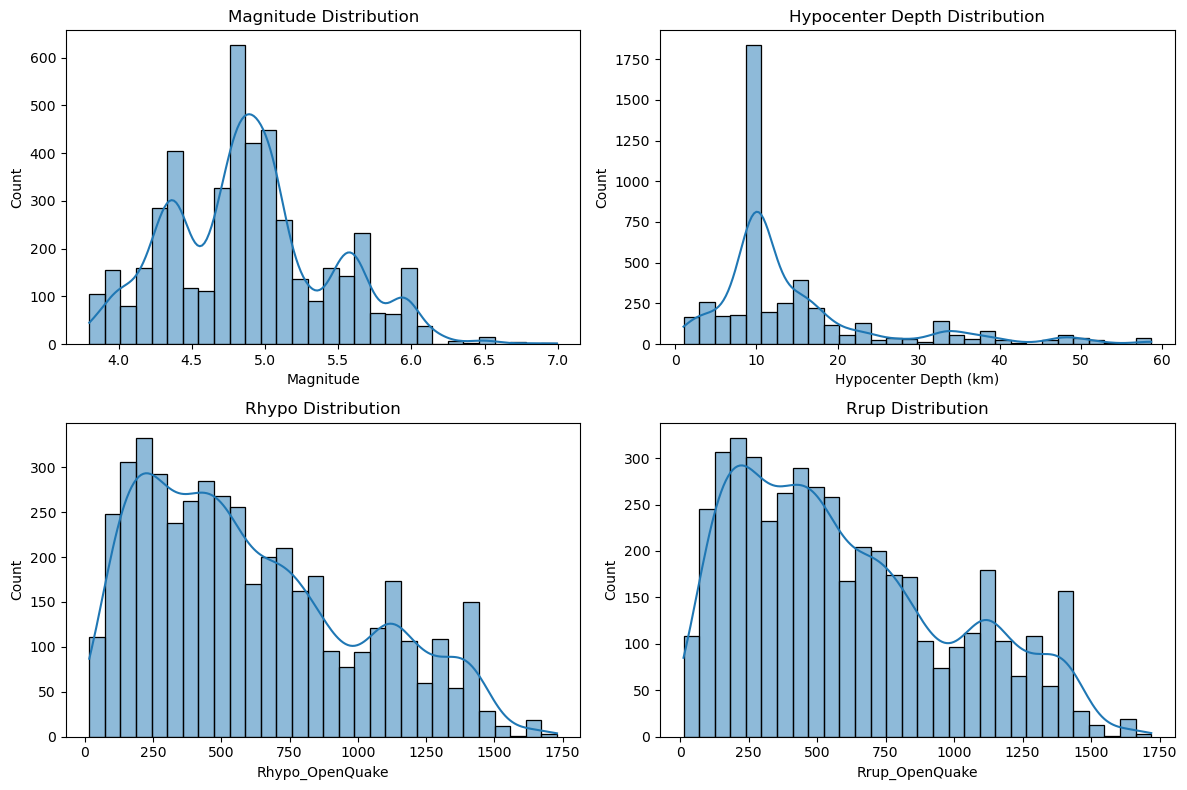 Magnitude Distribution
600
500
400
300
200
100
0
Count
4.0 4.5 5.0 5.5 6.0 6.5 7.0
Magnitude
Hypocenter Depth Distribution
1750
1500
1250
1000
750
500
250
0
Count
0 10 20 30 40 50 60
Hypocenter Depth (km)
Rhypo Distribution
300
250
200
150
100
50
0
Count
0 250 500 750 1000 1250 1500 1750
Rhypo_OpenQuake
Rrup Distribution
300
250
200
150
100
50
0
Count
0 250 500 750 1000 1250 1500 1750
Rrup_OpenQuake